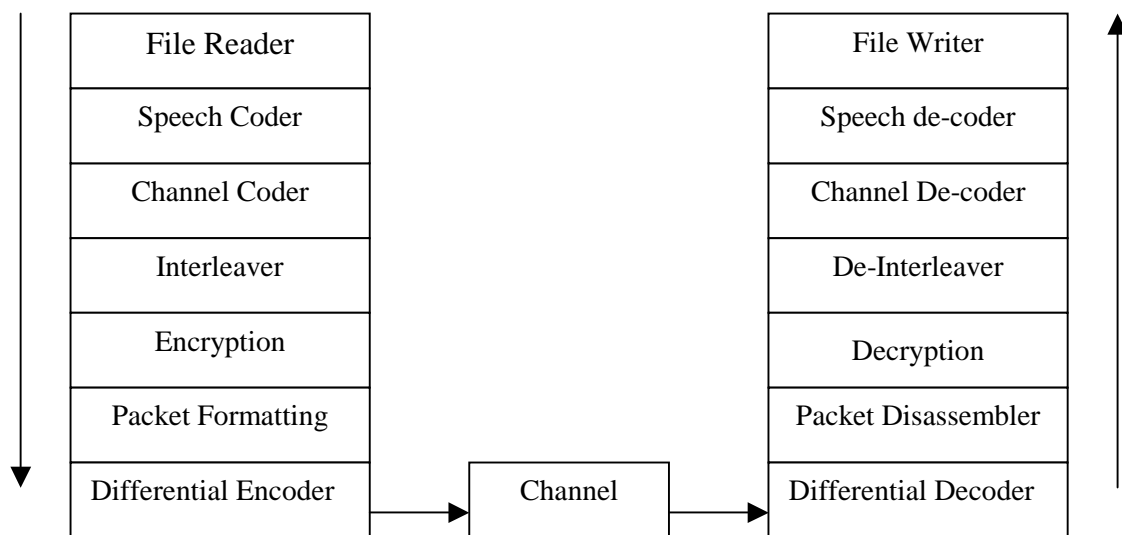 File Reader
Speech Coder
Channel Coder
Interleaver
Encryption
Packet Formatting
Differential Encoder
Channel
File Writer
Speech de-coder
Channel De-coder
De-Interleaver
Decryption
Packet Disassembler
Differential Decoder